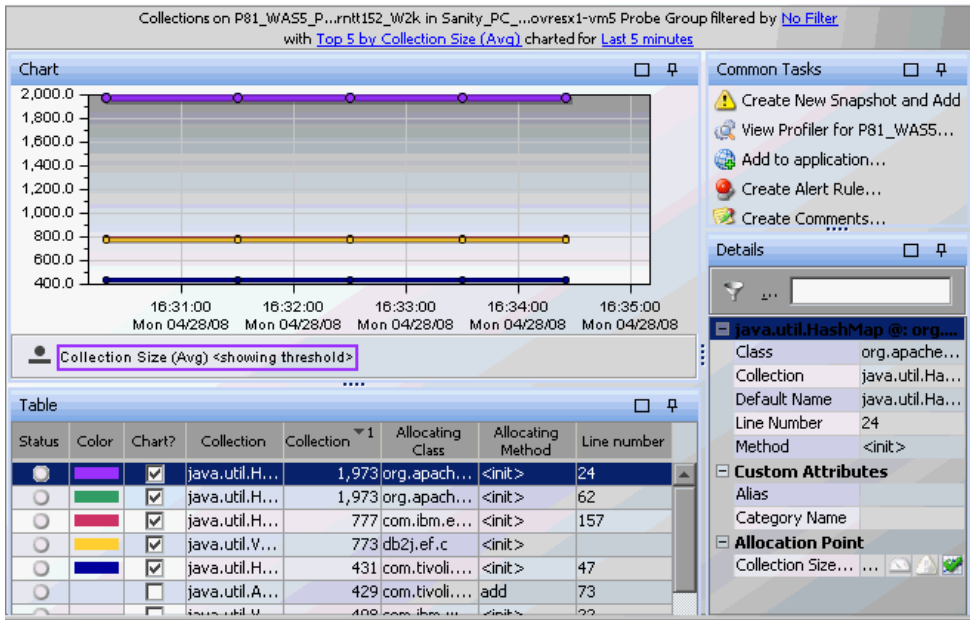 Collections on P81_WAS5_P...rntt152_W2k in Sanity_PC_...ovresx1-vm5 Probe Group filtered by No Filter
with Top 5 by Collection Size (Avg) charted for Last 5 minutes
Chart
2,000.0
1,800.0
1,600.0
1,400.0
1,200.0
1,000.0
800.0
600.0
400.0
16:31:00 16:32:00 16:33:00 16:34:00 16:35:00
Mon 04/28/08 Mon 04/28/08 Mon 04/28/08 Mon 04/28/08 Mon 04/28/08
Collection Size (Avg) <showing threshold>
Table
Status Color Chart? Collection Collection 1 Allocating Class Allocating Method Line number
java.util.H... 1,973 org.apach... <init> 24
java.util.H... 1,973 org.apach... <init> 62
java.util.H... 777 com.ibm.e... <init> 157
java.util.V... 773 db2j.ef.c <init>
java.util.H... 431 com.tivoli.... <init> 47
java.util.A... 429 com.tivoli.... add 73
Common Tasks
Create New Snapshot and Add
View Profiler for P81_WAS5...
Add to application...
Create Alert Rule...
Create Comments...
Details
...
java.util.HashMap @: org....
Class org.apache...
Collection java.util.Ha...
Default Name java.util.Ha...
Line Number 24
Method <init>
Custom Attributes
Alias
Category Name
Allocation Point
Collection Size... ...